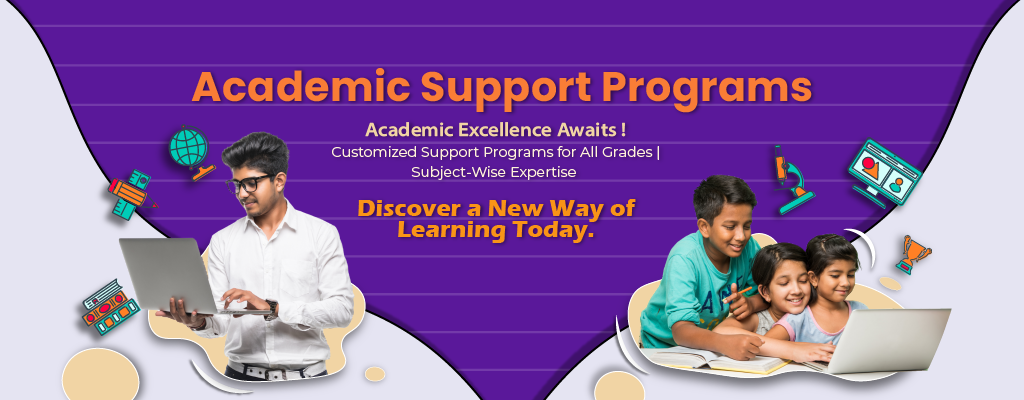 Academic Support Programs
Academic Excellence Awaits !
Customized Support Programs for All Grades |
Subject-Wise Expertise
Discover a New Way of
Learning Today.